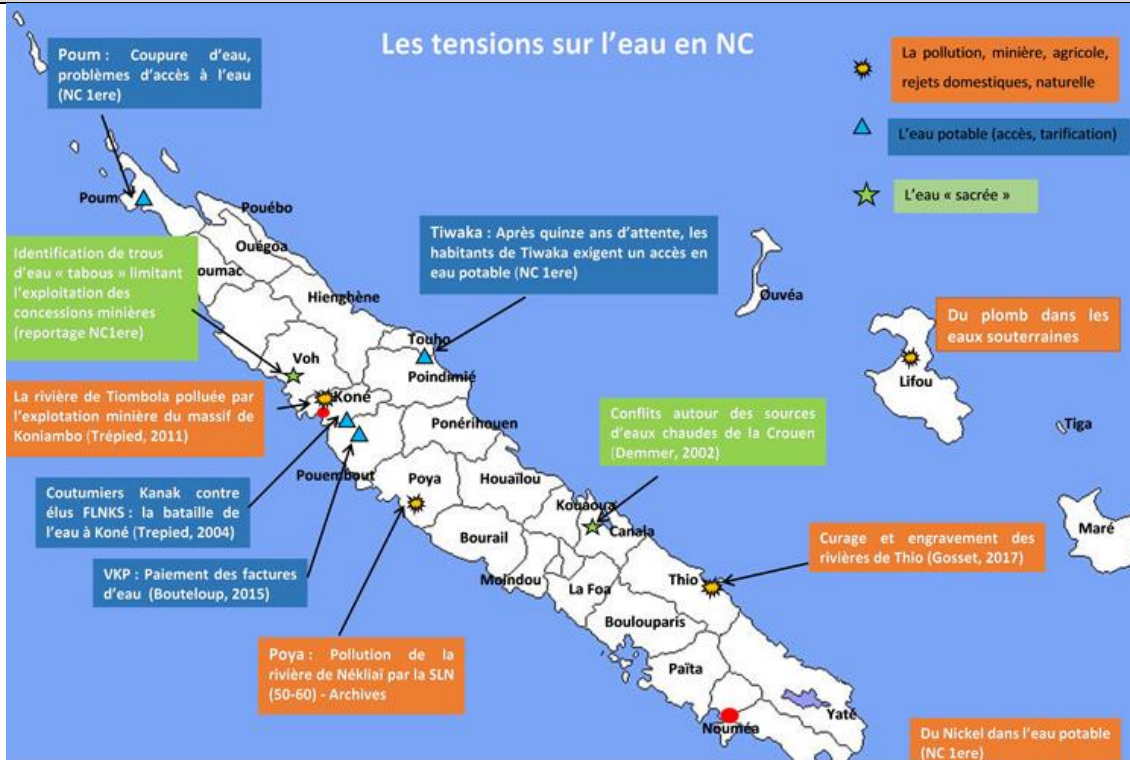 Les tensions sur l'eau en NC
Poum : Coupure d'eau,
problèmes d'accès à l'eau
(NC 1ere)
La pollution, minière, agricole,
rejets domestiques, naturelle
L'eau potable (accès, tarification)
L'eau « sacrée »
Poum
Pouébo
Ouégoa
oumac
Hienghène
Tiwaka : Après quinze ans d'attente, les
habitants de Tiwaka exigent un accès en
eau potable (NC 1ere)
Ouvéa
Identification de trous
d'eau « tabous » limitant
l'exploitation des
concessions minières
(reportage NC1ere)
Du plomb dans les
eaux souterraines
Touho
Voh
Poindimié
Lifou
La rivière de Tiombola polluée par
l'explotation minière du massif de
Koniambo (Trépied, 2011)
Koné
Ponérihouen
Conflits autour des sources
d'eaux chaudes de la Crouen
(Demmer, 2002)
Tiga
Pouembout
Poya
Houaïlou
Coutumiers Kanak contre
élus FLNKS : la bataille de
l'eau à Koné (Trepied, 2004)
Kouaoua
Canala
Maré
Bourail
Curage et engravement des
rivières de Thio (Gosset, 2017)
VKP : Paiement des factures
d'eau (Bouteloup, 2015)
Moindou
La Foa
Thio
Boulouparis
Poya : Pollution de la
rivière de Nékliaï par la SLN
(50-60) - Archives
Païta
Yaté
Nouméa
Du Nickel dans l'eau potable
(NC 1ere)